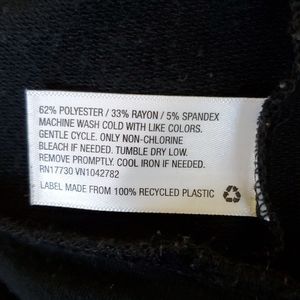 62% POLYESTER / 33% RAYON / 5% SPANDEX
MACHINE WASH COLD WITH LIKE COLORS.
GENTLE CYCLE. ONLY NON-CHLORINE
BLEACH IF NEEDED. TUMBLE DRY LOW.
REMOVE PROMPTLY. COOL IRON IF NEEDED.
RN17730 VN1042782
LABEL MADE FROM 100% RECYCLED PLASTIC